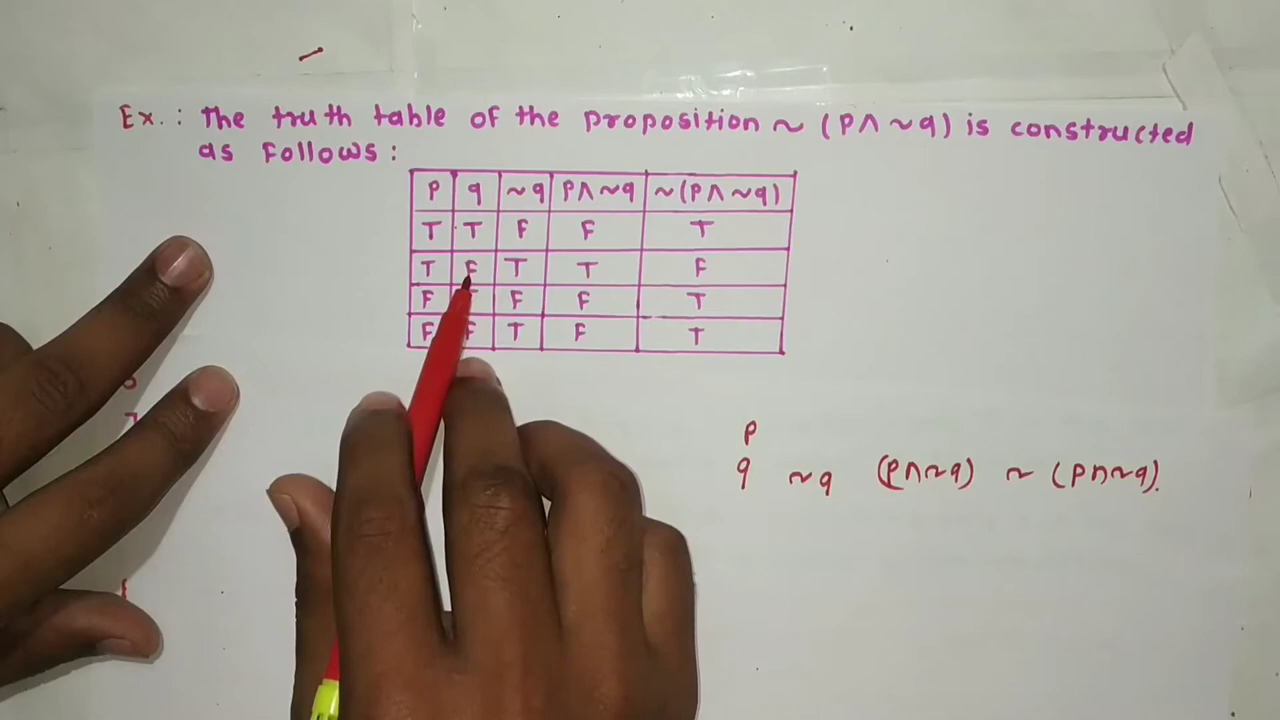 Ex. : The truth table of the proposition ~ (P∧ ~q) is constructed
as follows :
P q ~q P∧~q ~(P∧~q)
T T F F T
T F T T F
F F F T
F F T F T
P
q ~q (P∧~q) ~ (P∧~q).